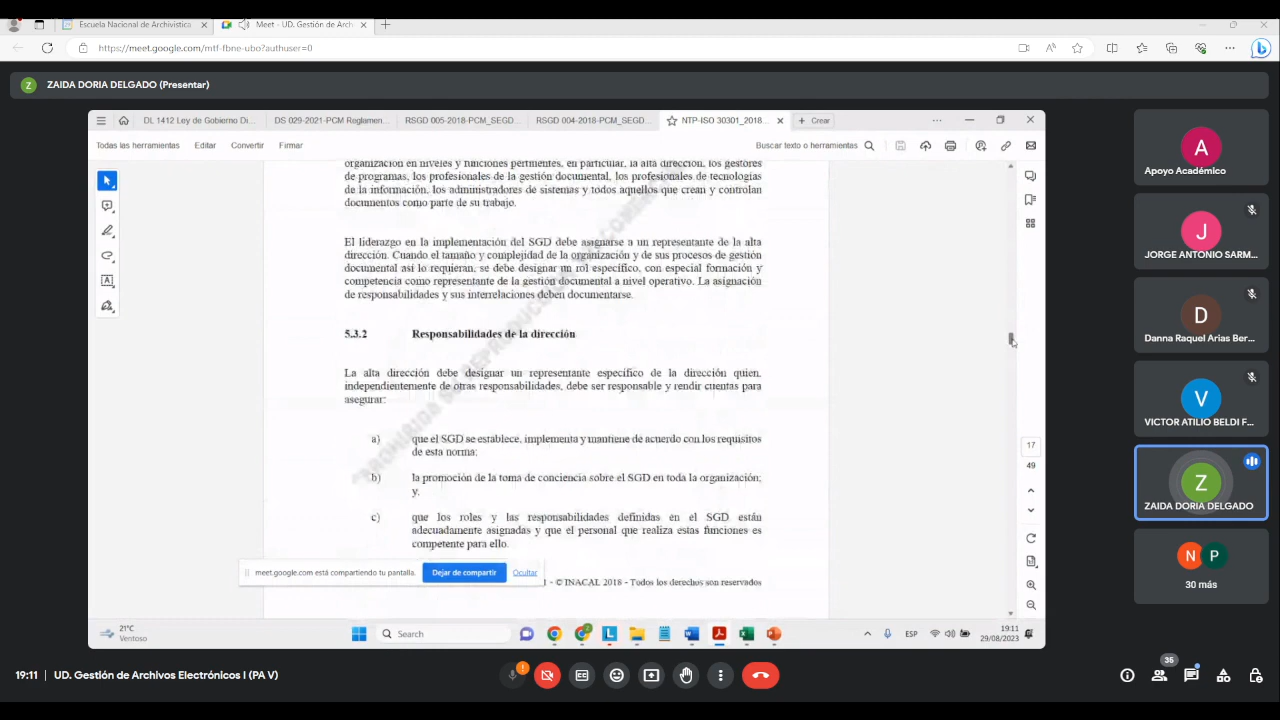 Escuela Nacional de Archivística
Meet - UD. Gestión de Arch
https://meet.google.com/mtf-fbne-ubo?authuser=0
Z ZAIDA DORIA DELGADO (Presentar)
DL 1412 Ley de Gobierno Di...
DS 029-2021-PCM Reglamen...
RSGD 005-2018-PCM_SEGD...
RSGD 004-2018-PCM_SEGD...
NTP-ISO 30301_2018...
Crear
Todas las herramientas Editar Convertir Firmar
Buscar texto o herramientas
organización en niveles y funciones pertinentes, en particular, la alta dirección, los gestores
de programas, los profesionales de la gestión documental, los profesionales de tecnologías
de la información, los administradores de sistemas y todos aquellos que crean y controlan
documentos como parte de su trabajo.
El liderazgo en la implementación del SGD debe asignarse a un representante de la alta
dirección. Cuando el tamaño y complejidad de la organización y de sus procesos de gestión
documental así lo requieran, se debe designar un rol específico, con especial formación y
competencia como representante de la gestión documental a nivel operativo. La asignación
de responsabilidades y sus interrelaciones deben documentarse.
5.3.2 Responsabilidades de la dirección
La alta dirección debe designar un representante específico de la dirección quien,
independientemente de otras responsabilidades, debe ser responsable y rendir cuentas para
asegurar:
a) que el SGD se establece, implementa y mantiene de acuerdo con los requisitos
de esta norma;
b) la promoción de la toma de conciencia sobre el SGD en toda la organización;
y,
c) que los roles y las responsabilidades definidas en el SGD están
adecuadamente asignadas y que el personal que realiza estas funciones es
competente para ello.
© INACAL 2018 - Todos los derechos son reservados
meet.google.com está compartiendo tu pantalla.
Dejar de compartir
Ocultar
17
49
21°C
Ventoso
Search
ESP
19:11
29/08/2023
A
Apoyo Académico
J
JORGE ANTONIO SARM...
D
Danna Raquel Arias Ber...
V
VICTOR ATILIO BELDI F...
Z
ZAIDA DORIA DELGADO
N P
30 más
19:11 UD. Gestión de Archivos Electrónicos I (PA V)
35